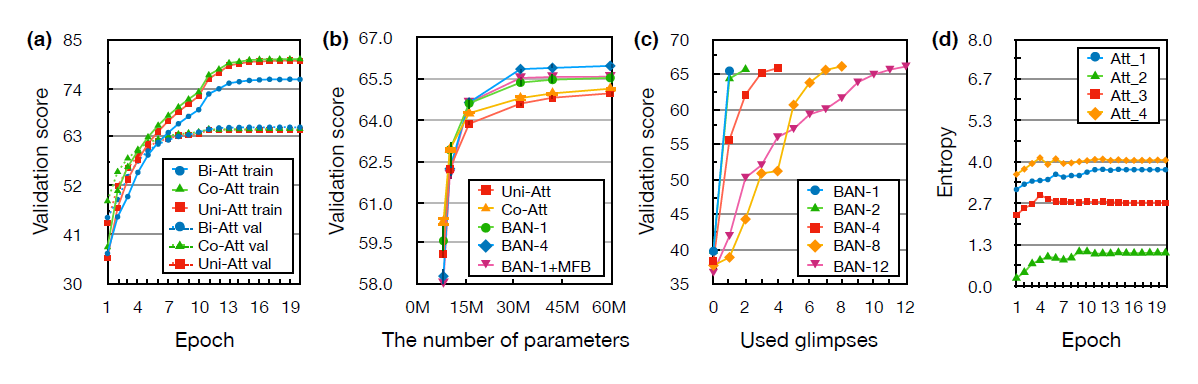 (a)
85
74
63
52
41
30
Validation score
1 4 7 10 13 16 19
Epoch
Bi-Att train
Co-Att train
Uni-Att train
Bi-Att val
Co-Att val
Uni-Att val
(b)
67.0
65.5
64.0
62.5
61.0
59.5
58.0
Validation score
0M 15M 30M 45M 60M
The number of parameters
Uni-Att
Co-Att
BAN-1
BAN-4
BAN-1+MFB
(c)
70
65
60
55
50
45
40
35
Validation score
0 2 4 6 8 10 12
Used glimpses
BAN-1
BAN-2
BAN-4
BAN-8
BAN-12
(d)
8.0
6.7
5.3
4.0
2.7
1.3
0.0
Entropy
1 4 7 10 13 16 19
Epoch
Att_1
Att_2
Att_3
Att_4